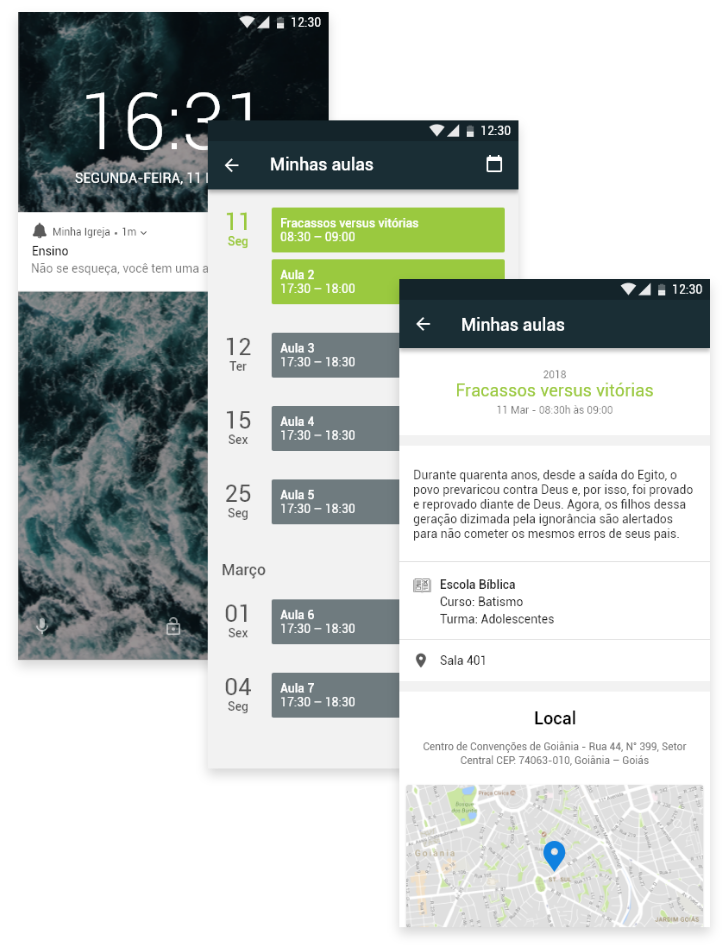 12:30
16:31
SEGUNDA-FEIRA, 11
Minha Igreja • 1m
Ensino
Não se esqueça, você tem uma a
12:30
Minhas aulas
11
Seg
Fracassos versus vitórias
08:30 – 09:00
Aula 2
17:30 – 18:00
12
Ter
Aula 3
17:30 – 18:30
15
Sex
Aula 4
17:30 – 18:30
25
Seg
Aula 5
17:30 – 18:30
Março
01
Sex
Aula 6
17:30 – 18:30
04
Seg
Aula 7
17:30 – 18:30
12:30
Minhas aulas
2018
Fracassos versus vitórias
11 Mar - 08:30h às 09:00
Durante quarenta anos, desde a saída do Egito, o
povo prevaricou contra Deus e, por isso, foi provado
e reprovado diante de Deus. Agora, os filhos dessa
geração dizimada pela ignorância são alertados
para não cometer os mesmos erros de seus pais.
Escola Bíblica
Curso: Batismo
Turma: Adolescentes
Sala 401
Local
Centro de Convenções de Goiânia - Rua 44, N° 399, Setor
Central CEP. 74063-010, Goiânia – Goiás
Goiânia
ST. SUL
JARDIM GOIÁS